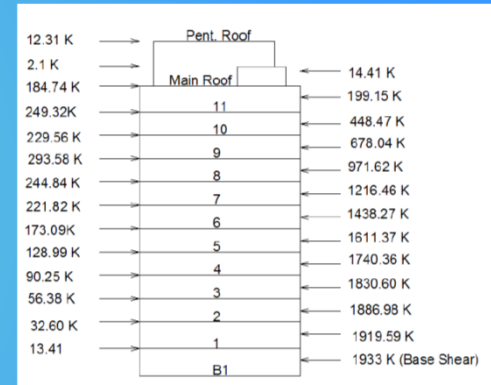 12.31 K
2.1 K
184.74 K
249.32K
229.56 K
293.58 K
244.84 K
221.82 K
173.09K
128.99 K
90.25 K
56.38 K
32.60 K
13.41
Pent. Roof
Main Roof
11
10
9
8
7
6
5
4
3
2
1
B1
14.41 K
199.15 K
448.47 K
678.04 K
971.62 K
1216.46 K
1438.27 K
1611.37 K
1740.36 K
1830.60 K
1886.98 K
1919.59 K
1933 K (Base Shear)